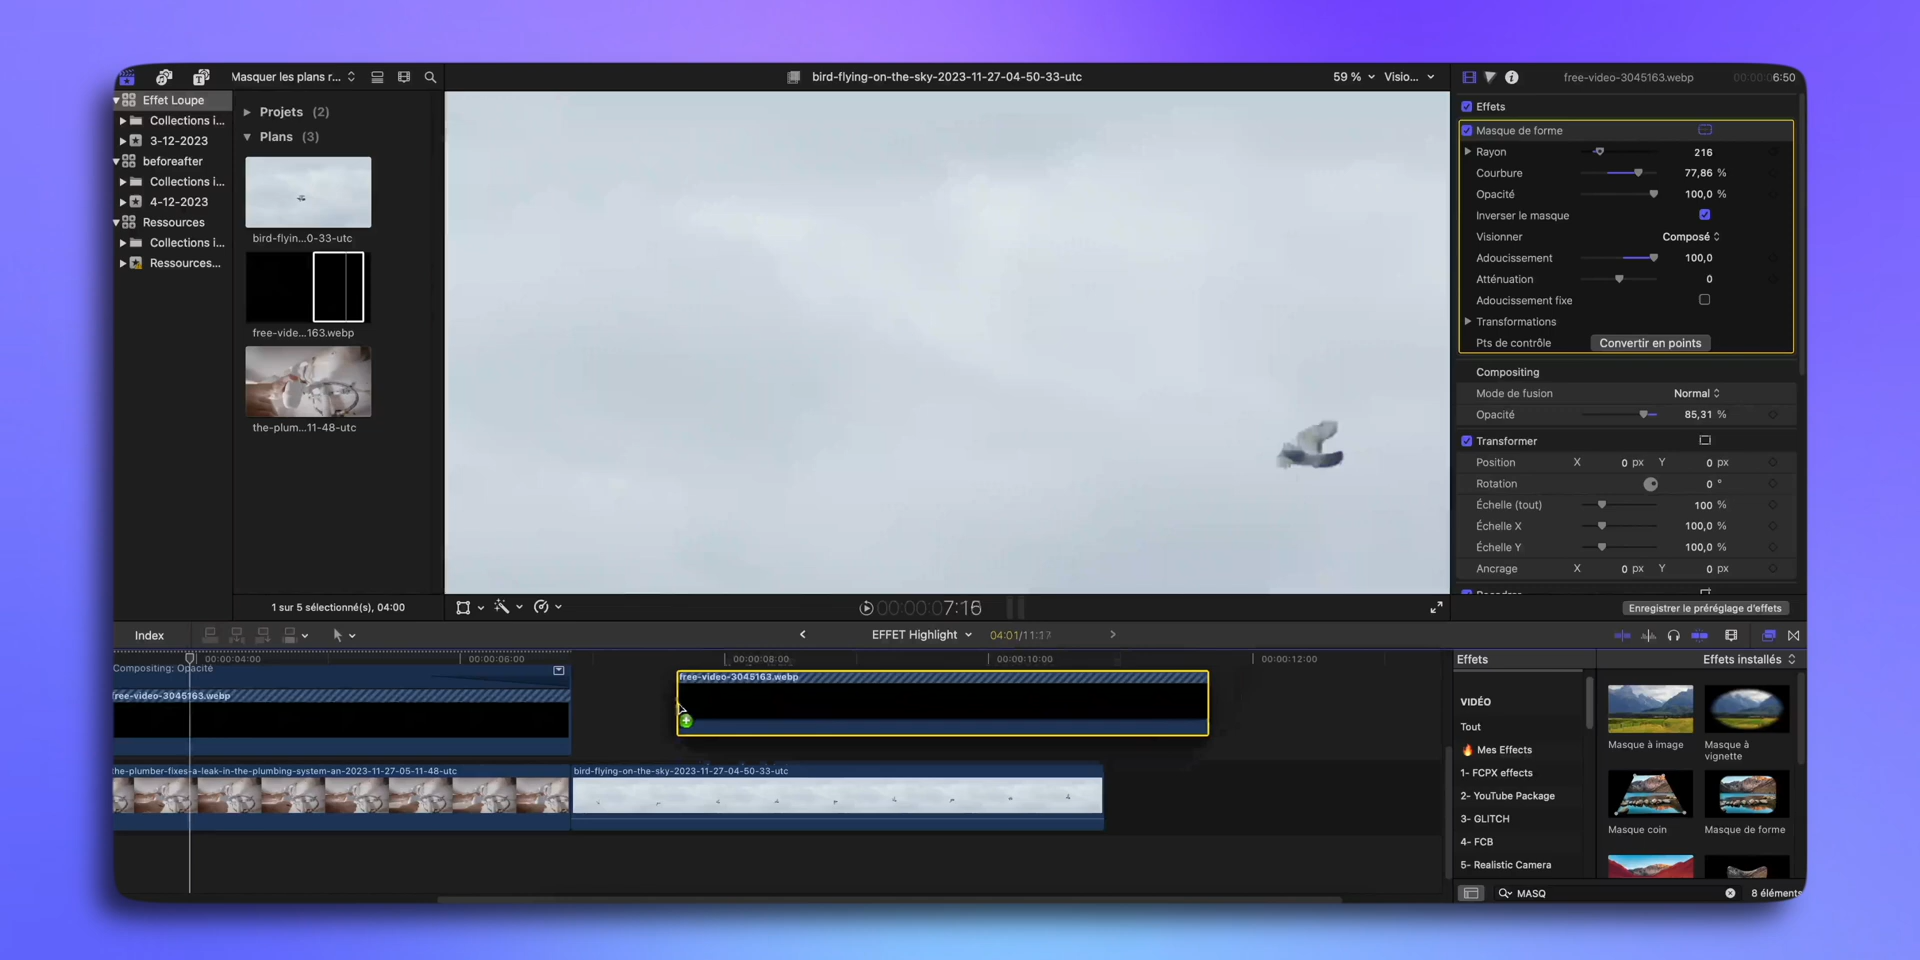 Masquer les plans r...
bird-flying-on-the-sky-2023-11-27-04-50-33-utc
59 %
Visio...
free-video-3045163.webp
00:00:06:50
Effet Loupe
Collections i...
3-12-2023
beforeafter
Collections i...
4-12-2023
Ressources
Collections i...
Ressources...
Projets (2)
Plans (3)
bird-flyin...0-33-utc
free-vide...163.webp
the-plum...11-48-utc
1 sur 5 sélectionné(s), 04:00
00:00:07:16
Effets
Masque de forme
Rayon 216
Courbure 77,86 %
Opacité 100,0 %
Inverser le masque
Visionner Composé
Adoucissement 100,0
Atténuation 0
Adoucissement fixe
Transformations
Pts de contrôle Convertir en points
Compositing
Mode de fusion Normal
Opacité 85,31 %
Transformer
Position X 0 px Y 0 px
Rotation 0 °
Échelle (tout) 100 %
Échelle X 100,0 %
Échelle Y 100,0 %
Ancrage X 0 px Y 0 px
Enregistrer le préréglage d'effets
Index
EFFET Highlight
04:01/11:17
00:00:04:00
00:00:06:00
00:00:08:00
00:00:10:00
00:00:12:00
Compositing: Opacité
free-video-3045163.webp
free-video-3045163.webp
the-plumber-fixes-a-leak-in-the-plumbing-system-an-2023-11-27-05-11-48-utc
bird-flying-on-the-sky-2023-11-27-04-50-33-utc
Effets
Effets installés
VIDÉO
Tout
🔥 Mes Effects
1- FCPX effects
2- YouTube Package
3- GLITCH
4- FCB
5- Realistic Camera
Masque à image
Masque à vignette
Masque coin
Masque de forme
MASQ
8 éléments